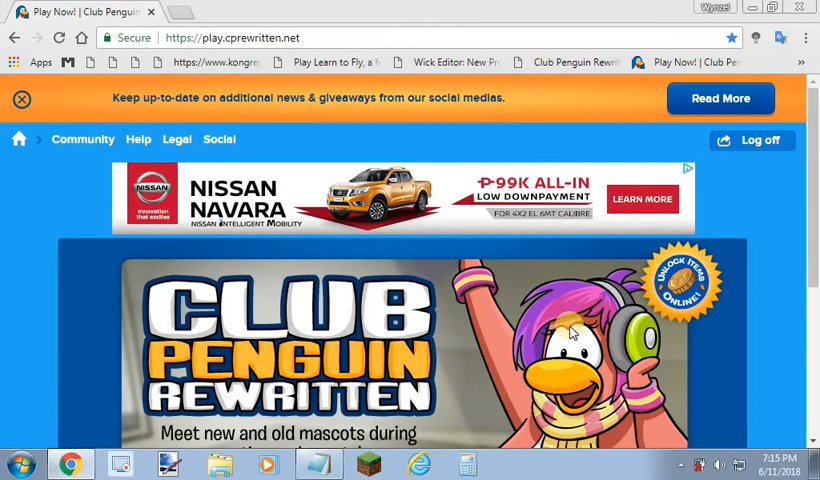 Play Now! | Club Penguin
Wynzel
Secure
https://play.cprewritten.net
Apps
https://www.kongreg
Play Learn to Fly, a f
Wick Editor: New Pr
Club Penguin Rewrit
Play Now! | Club Pen
Keep up-to-date on additional news & giveaways from our social medias.
Read More
Community
Help
Legal
Social
Log off
NISSAN
NISSAN
NAVARA
Innovation
that excites
NISSAN iNTELLIGENT MOBILITY
₱99K ALL-IN
LOW DOWNPAYMENT
FOR 4X2 EL 6MT CALIBRE
LEARN MORE
UNLOCK ITEMS
ONLINE!
CLUB
PENGUIN
REWRITTEN
Meet new and old mascots during
7:15 PM
6/11/2018